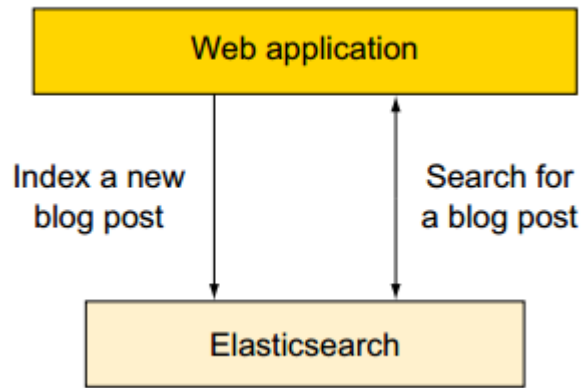 Web application
Index a new
blog post
Search for
a blog post
Elasticsearch